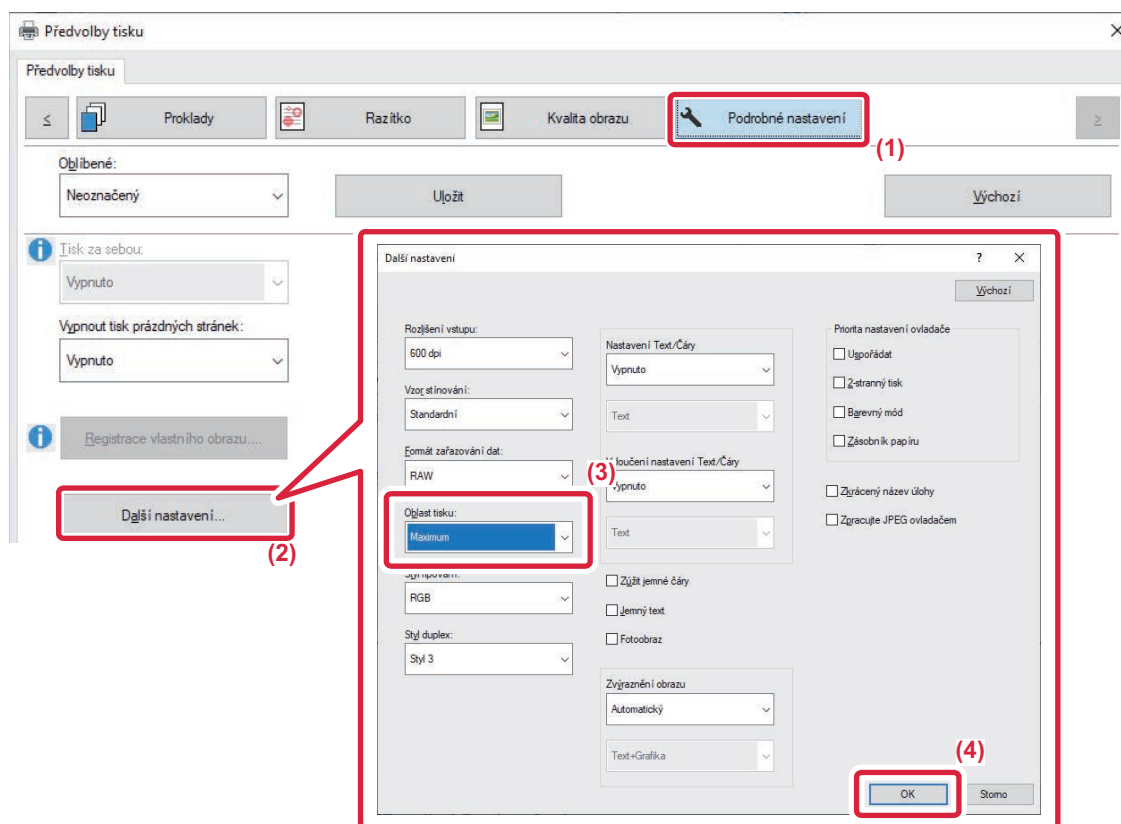 Předvolby tisku
Předvolby tisku
≤ Proklady Razítko Kvalita obrazu Podrobné nastavení ≥
(1)
Oblíbené:
Neoznačený Uložit Výchozí
Tisk za sebou:
Vypnuto
Vypnout tisk prázdných stránek:
Vypnuto
Registrace vlastního obrazu....
Další nastavení...
(2)
Další nastavení ?
Výchozí
Rozlišení vstupu:
600 dpi
Vzor stínování:
Standardní
Formát zařazování dat:
RAW
(3)
Oblast tisku:
Maximum
RGB
Styl duplex:
Styl 3
Nastavení Text/Čáry
Vypnuto
Text
loučení nastavení Text/Čáry
Vypnuto
Text
Zúžit jemné čáry
Jemný text
Fotoobraz
Zvýraznění obrazu
Automatický
Text+Grafika
Priorita nastavení ovladače
Uspořádat
2-stranný tisk
Barevný mód
Zásobník papíru
Zkrácený název úlohy
Zpracujte JPEG ovladačem
(4)
OK Storno